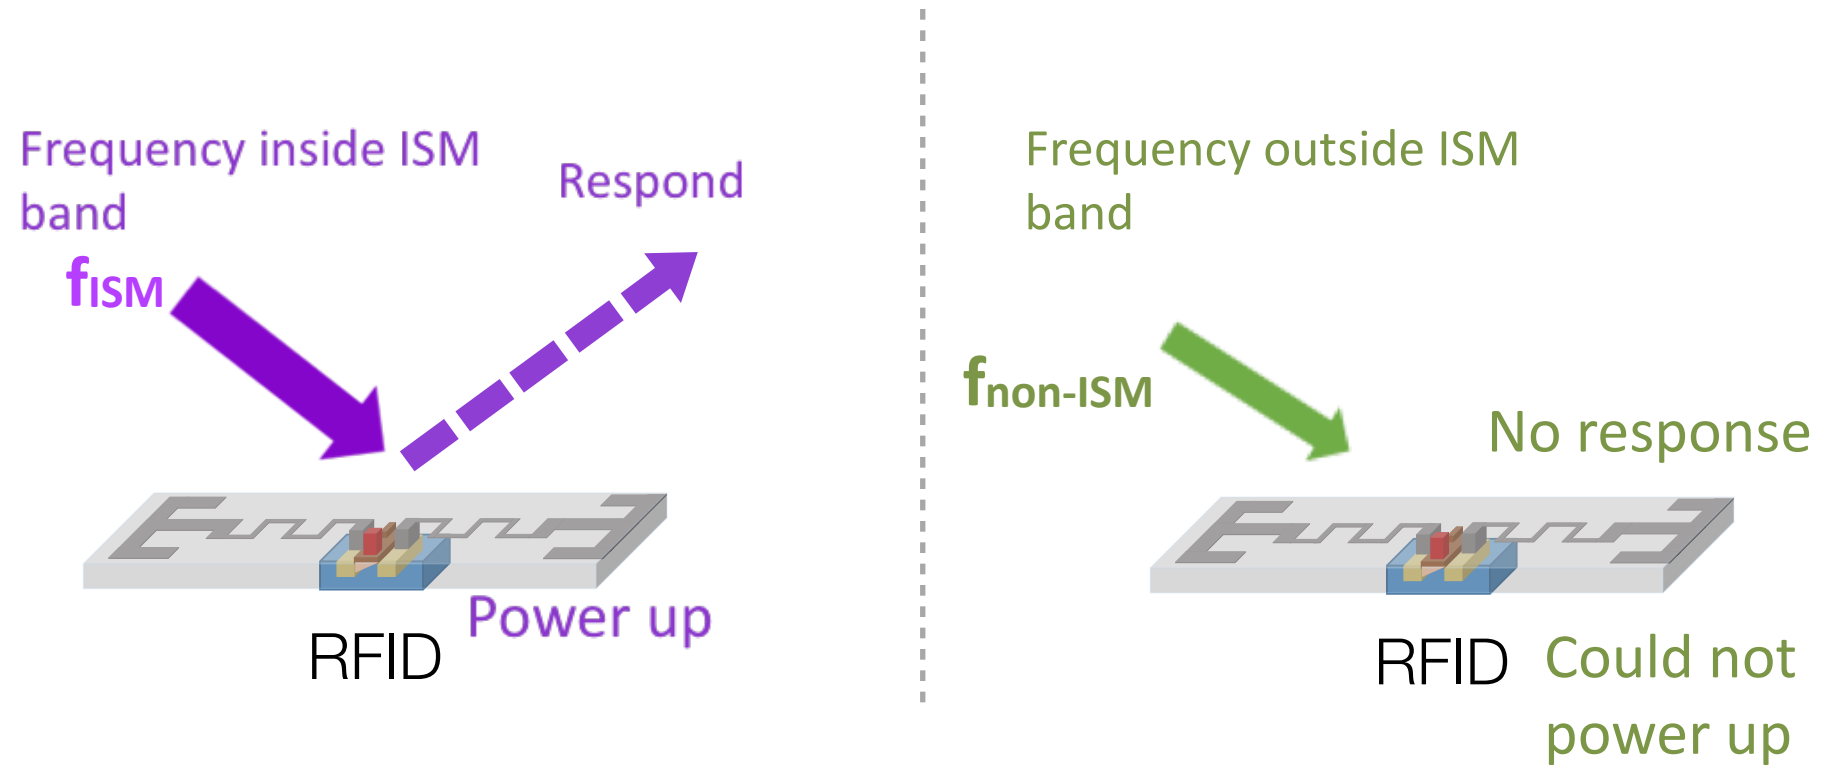 Frequency inside ISM
band
Respond
fISM
Power up
RFID
Frequency outside ISM
band
fnon-ISM
No response
RFID
Could not
power up